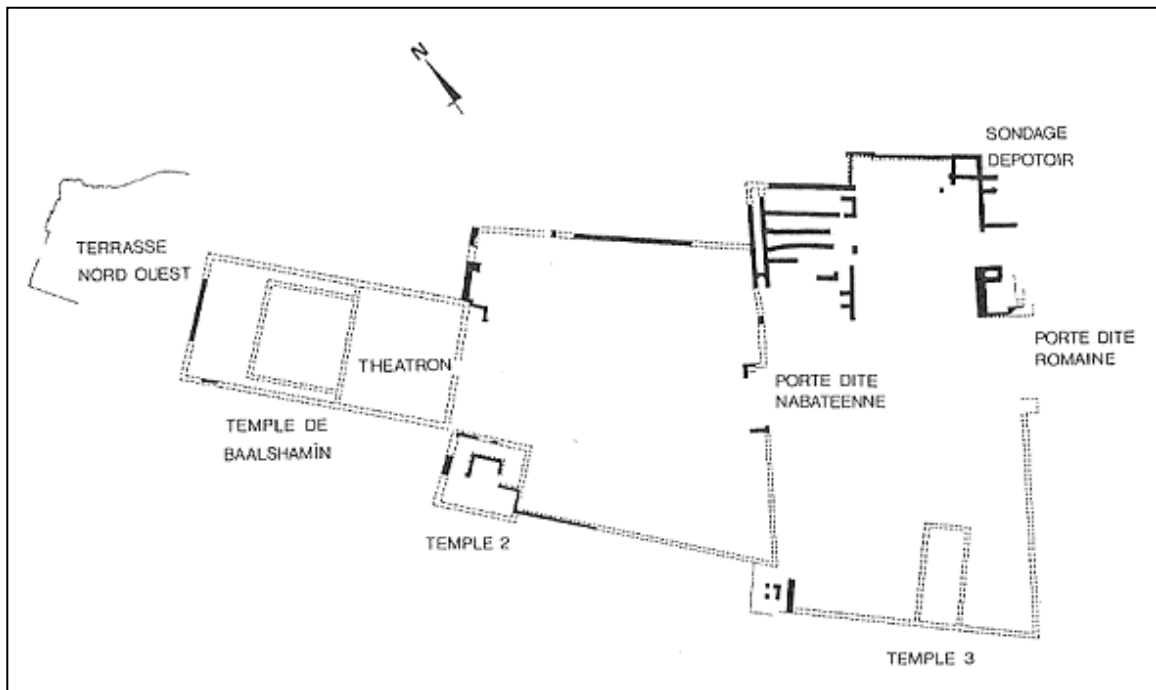 N
SONDAGE
DEPOTOIR
TERRASSE
NORD OUEST
THEATRON
PORTE DITE
ROMAINE
PORTE DITE
NABATEENNE
TEMPLE DE
BAALSHAMÎN
TEMPLE 2
TEMPLE 3